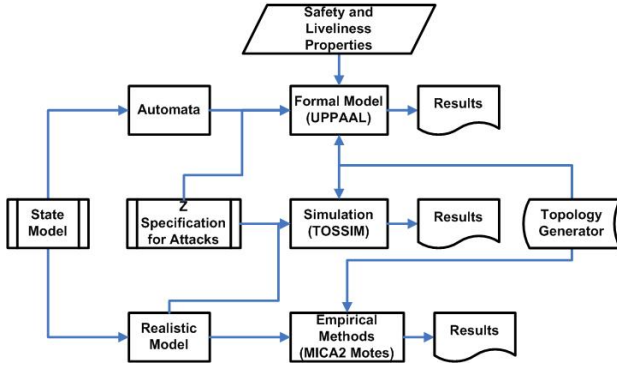 Safety and
Liveliness
Properties
Automata
Formal Model
(UPPAAL)
Results
State
Model
Z
Specification
for Attacks
Simulation
(TOSSIM)
Results
Topology
Generator
Realistic
Model
Empirical
Methods
(MICA2 Motes)
Results